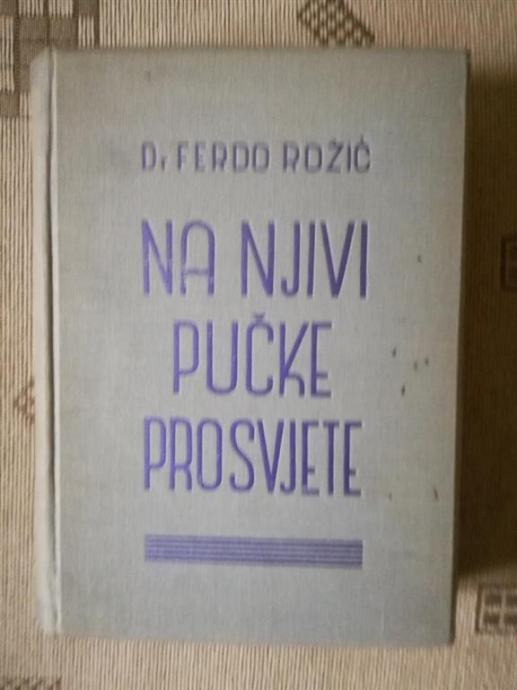 Dr FERDO ROŽIĆ
NA NJIVI
PUČKE
PROSVJETE